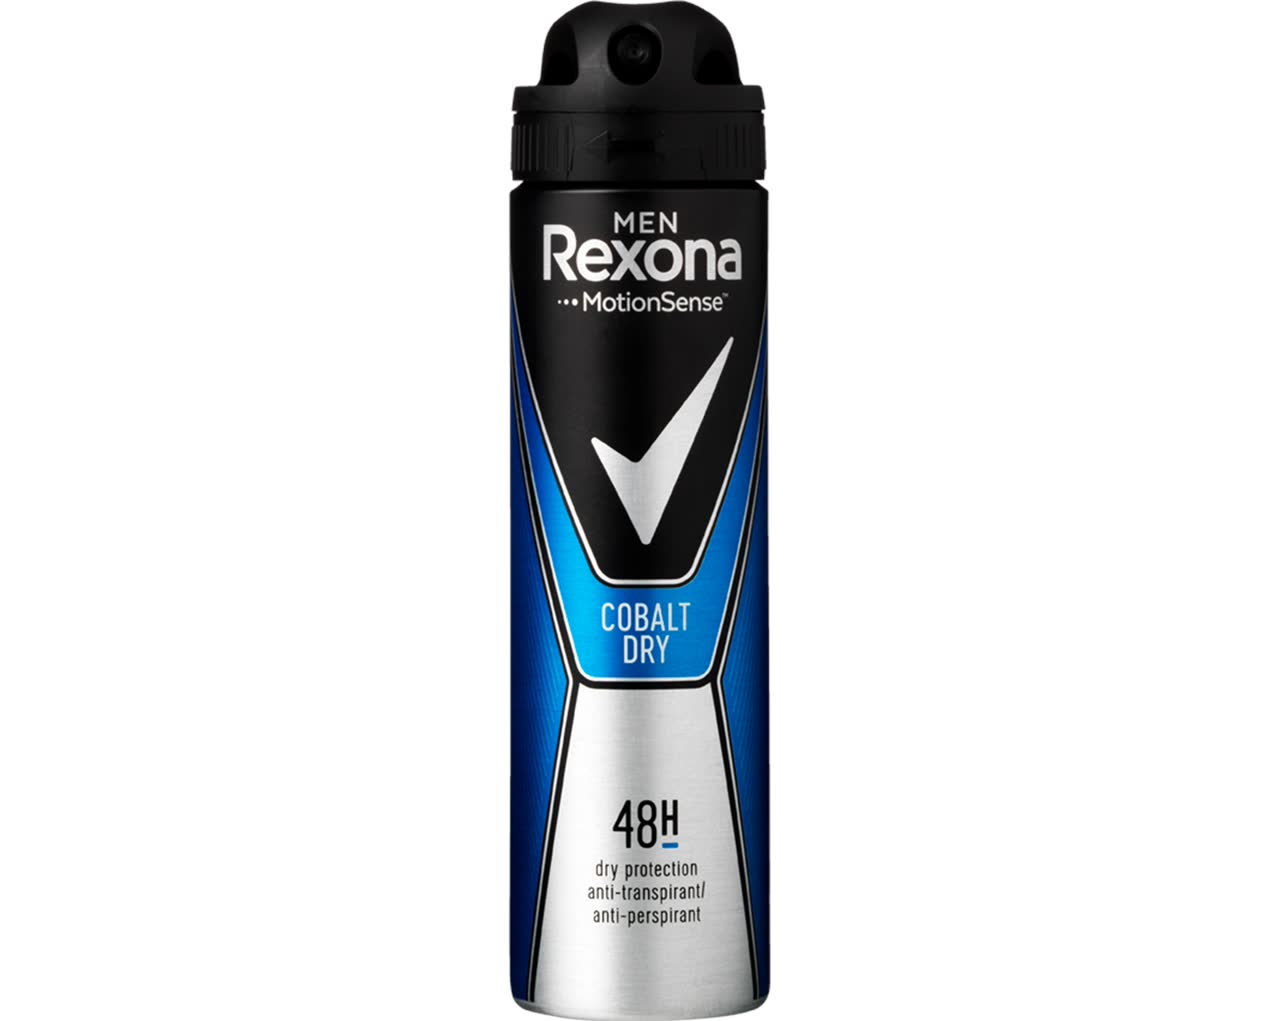 MEN
Rexona
MotionSense™
COBALT
DRY
48H
dry protection
anti-transpirant/
anti-perspirant